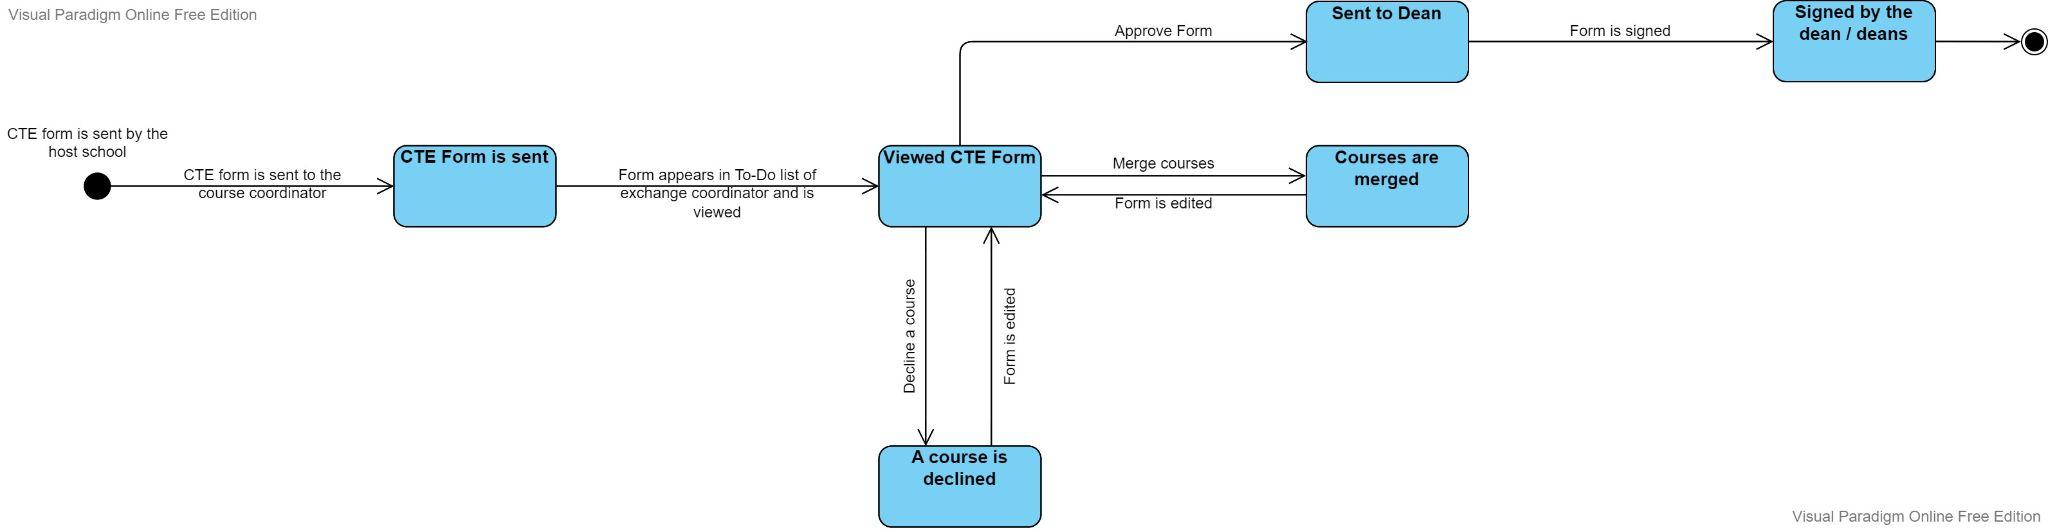 Visual Paradigm Online Free Edition
CTE form is sent by the
host school
CTE form is sent to the
course coordinator
CTE Form is sent
Form appears in To-Do list of
exchange coordinator and is
viewed
Viewed CTE Form
Approve Form
Sent to Dean
Form is signed
Signed by the
dean / deans
Merge courses
Form is edited
Courses are
merged
Decline a course
Form is edited
A course is
declined
Visual Paradigm Online Free Edition